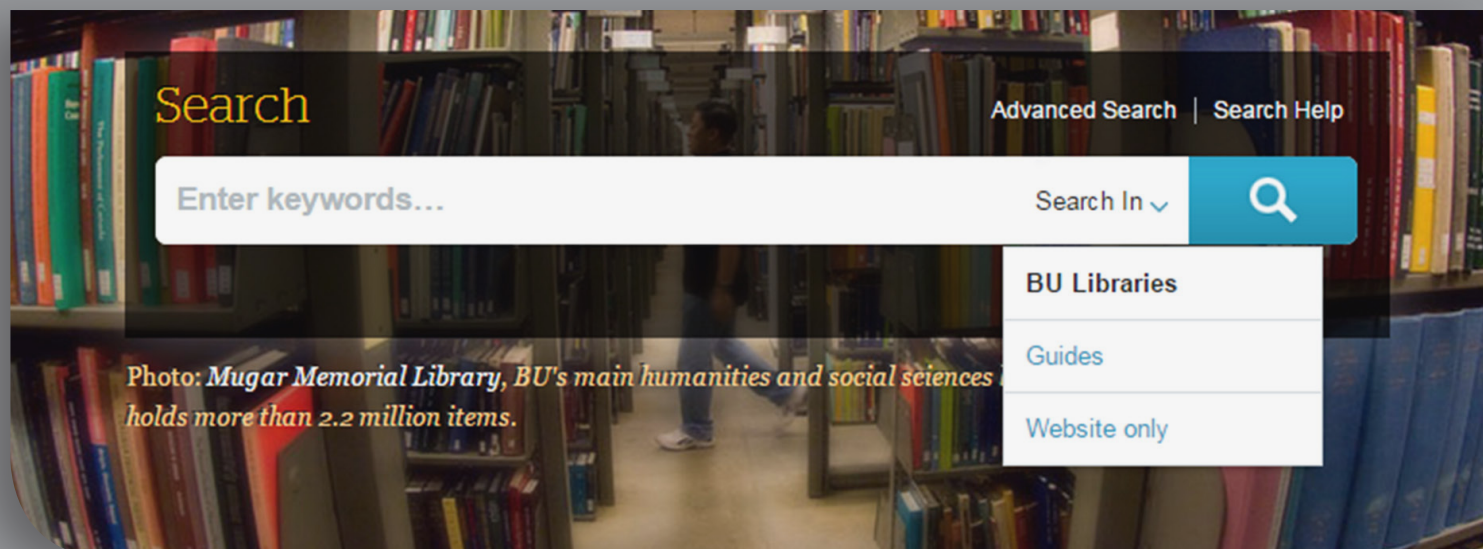 Search
Advanced Search | Search Help
Enter keywords...
Search In
BU Libraries
Guides
Website only
Photo: Mugar Memorial Library, BU's main humanities and social sciences
holds more than 2.2 million items.